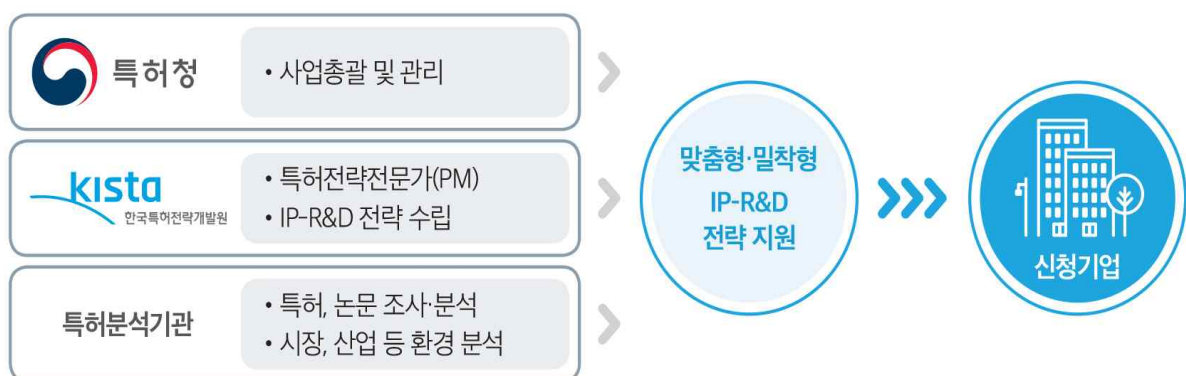 특허청
• 사업총괄 및 관리
kista
한국특허전략개발원
• 특허전략전문가(PM)
• IP-R&D 전략 수립
특허분석기관
• 특허, 논문 조사·분석
• 시장, 산업 등 환경 분석
맞춤형·밀착형
IP-R&D
전략 지원
신청기업